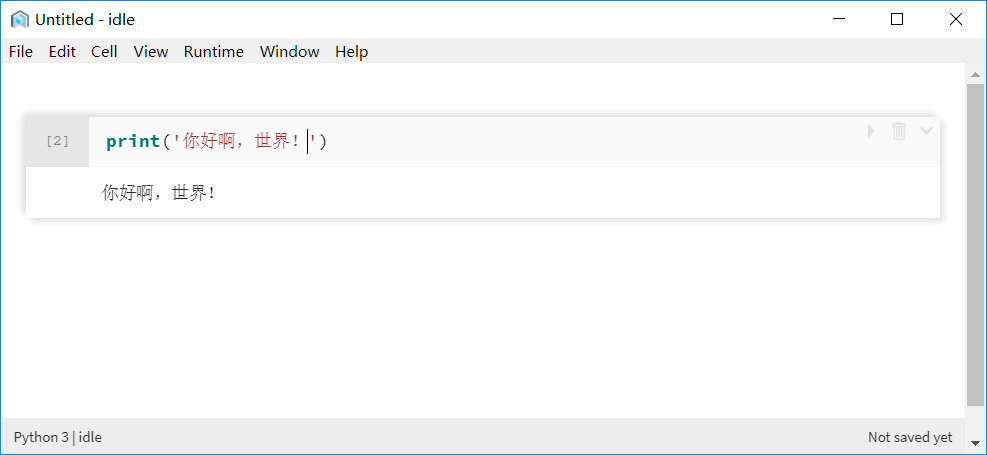 Untitled - idle
File Edit Cell View Runtime Window Help
[2] print('你好啊，世界！')
你好啊，世界！
Python 3 | idle Not saved yet